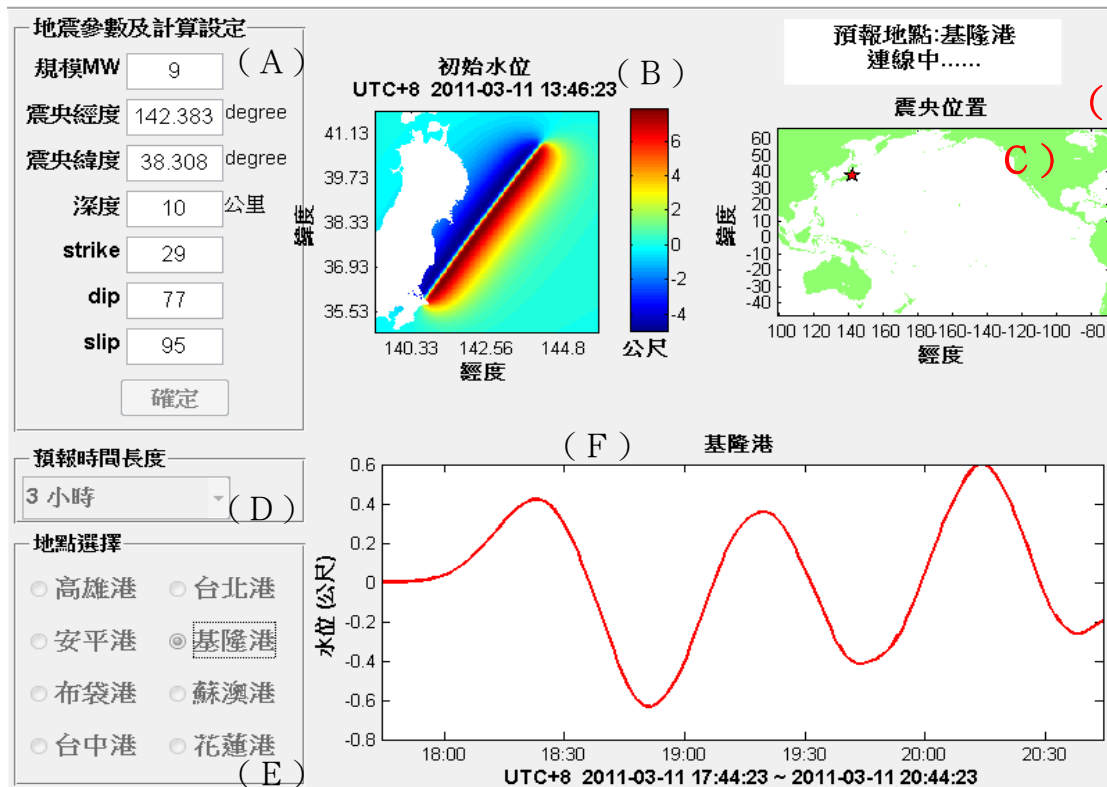 地震參數及計算設定
(A)
規模MW 9
震央經度 142.383 degree
震央緯度 38.308 degree
深度 10 公里
strike 29
dip 77
slip 95
確定
初始水位
(B)
UTC+8 2011-03-11 13:46:23
41.13
39.73
38.33
36.93
35.53
緯度
140.33 142.56 144.8
經度
6
4
2
0
-2
-4
公尺
預報地點:基隆港
連線中......
震央位置
(
C)
60
50
40
30
20
10
0
-10
-20
-30
-40
緯度
100 120 140 160 180-160-140-120-100 -80
經度
預報時間長度
3 小時
(D)
地點選擇
高雄港 台北港
安平港 基隆港
布袋港 蘇澳港
台中港 花蓮港
(E)
(F)
基隆港
0.6
0.4
0.2
0
-0.2
-0.4
-0.6
-0.8
水位 (公尺)
18:00 18:30 19:00 19:30 20:00 20:30
UTC+8 2011-03-11 17:44:23 ~ 2011-03-11 20:44:23